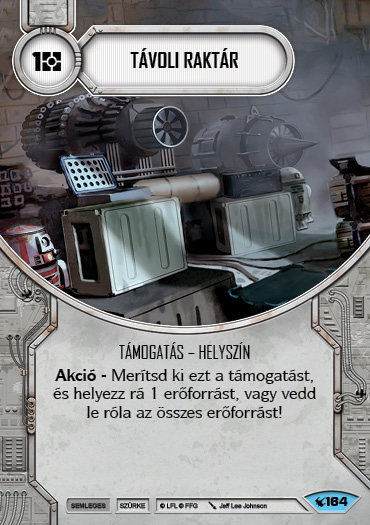 1
TÁVOLI RAKTÁR
TÁMOGATÁS – HELYSZÍN
Akció - Merítsd ki ezt a támogatást,
és helyezz rá 1 erőforrást, vagy vedd
le róla az összes erőforrást!
SEMLEGES SZÜRKE © LFL © FFG Jeff Lee Johnson 164